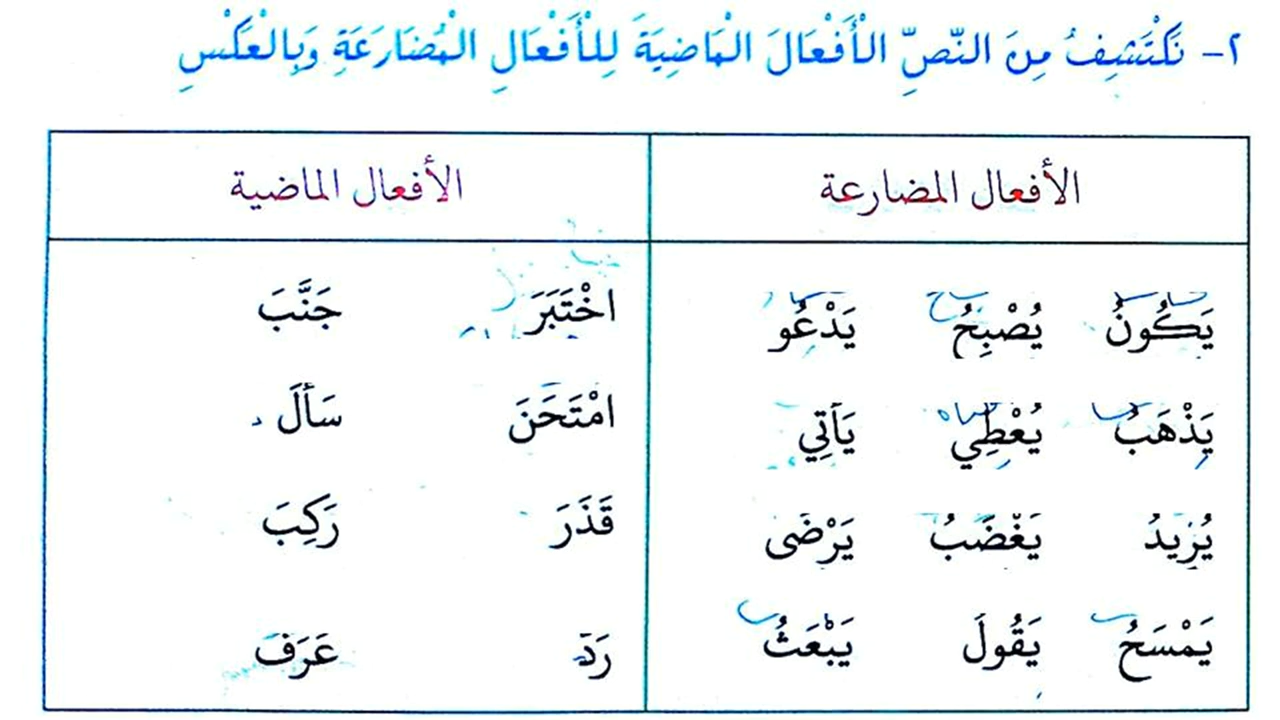 ٢- نَكْتَشِفُ مِنَ النَّصِّ الْأَفْعَالَ الْمَاضِيَةَ لِلْأَفْعَالِ الْمُضَارَعَةِ وَبِالْعَكْسِ
الأفعال المضارعة الأفعال الماضية
يَكُونُ يُصْبِحُ يَدْعُو اخْتَبَرَ جَنَّبَ
يَذْهَبُ يُعْطِي يَأتِي امْتَحَنَ سَأَلَ
يُرِيدُ يَغْضَبُ يَرْضَى قَذَرَ رَكِبَ
يَمْسَحُ يَقُولَ يَبْعَثُ رَدَّ عَرَفَ